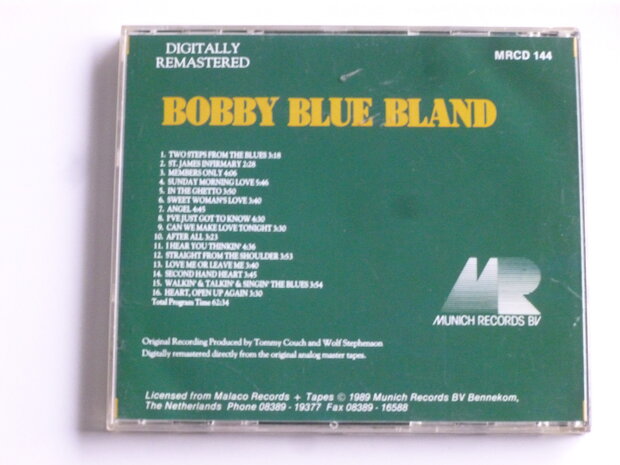 DIGITALLY
REMASTERED
MRCD 144
BOBBY BLUE BLAND
1. TWO STEPS FROM THE BLUES 3:18
2. ST. JAMES INFIRMARY 2:28
3. MEMBERS ONLY 4:06
4. SUNDAY MORNING LOVE 5:46
5. IN THE GHETTO 3:50
6. SWEET WOMAN'S LOVE 3:40
7. ANGEL 4:45
8. I'VE JUST GOT TO KNOW 4:30
9. CAN WE MAKE LOVE TONIGHT 3:30
10. AFTER ALL 3:23
11. I HEAR YOU THINKIN' 4:36
12. STRAIGHT FROM THE SHOULDER 3:53
13. LOVE ME OR LEAVE ME 3:40
14. SECOND HAND HEART 3:45
15. WALKIN' & TALKIN' & SINGIN' THE BLUES 3:54
16. HEART, OPEN UP AGAIN 3:30
Total Program Time 62:34
MR
MUNICH RECORDS BV
Original Recording Produced by Tommy Couch and Wolf Stephenson
Digitally remastered directly from the original analog master tapes.
Licensed from Malaco Records + Tapes © 1989 Munich Records BV Bennekom,
The Netherlands Phone 08389 - 19377 Fax 08389 - 16588